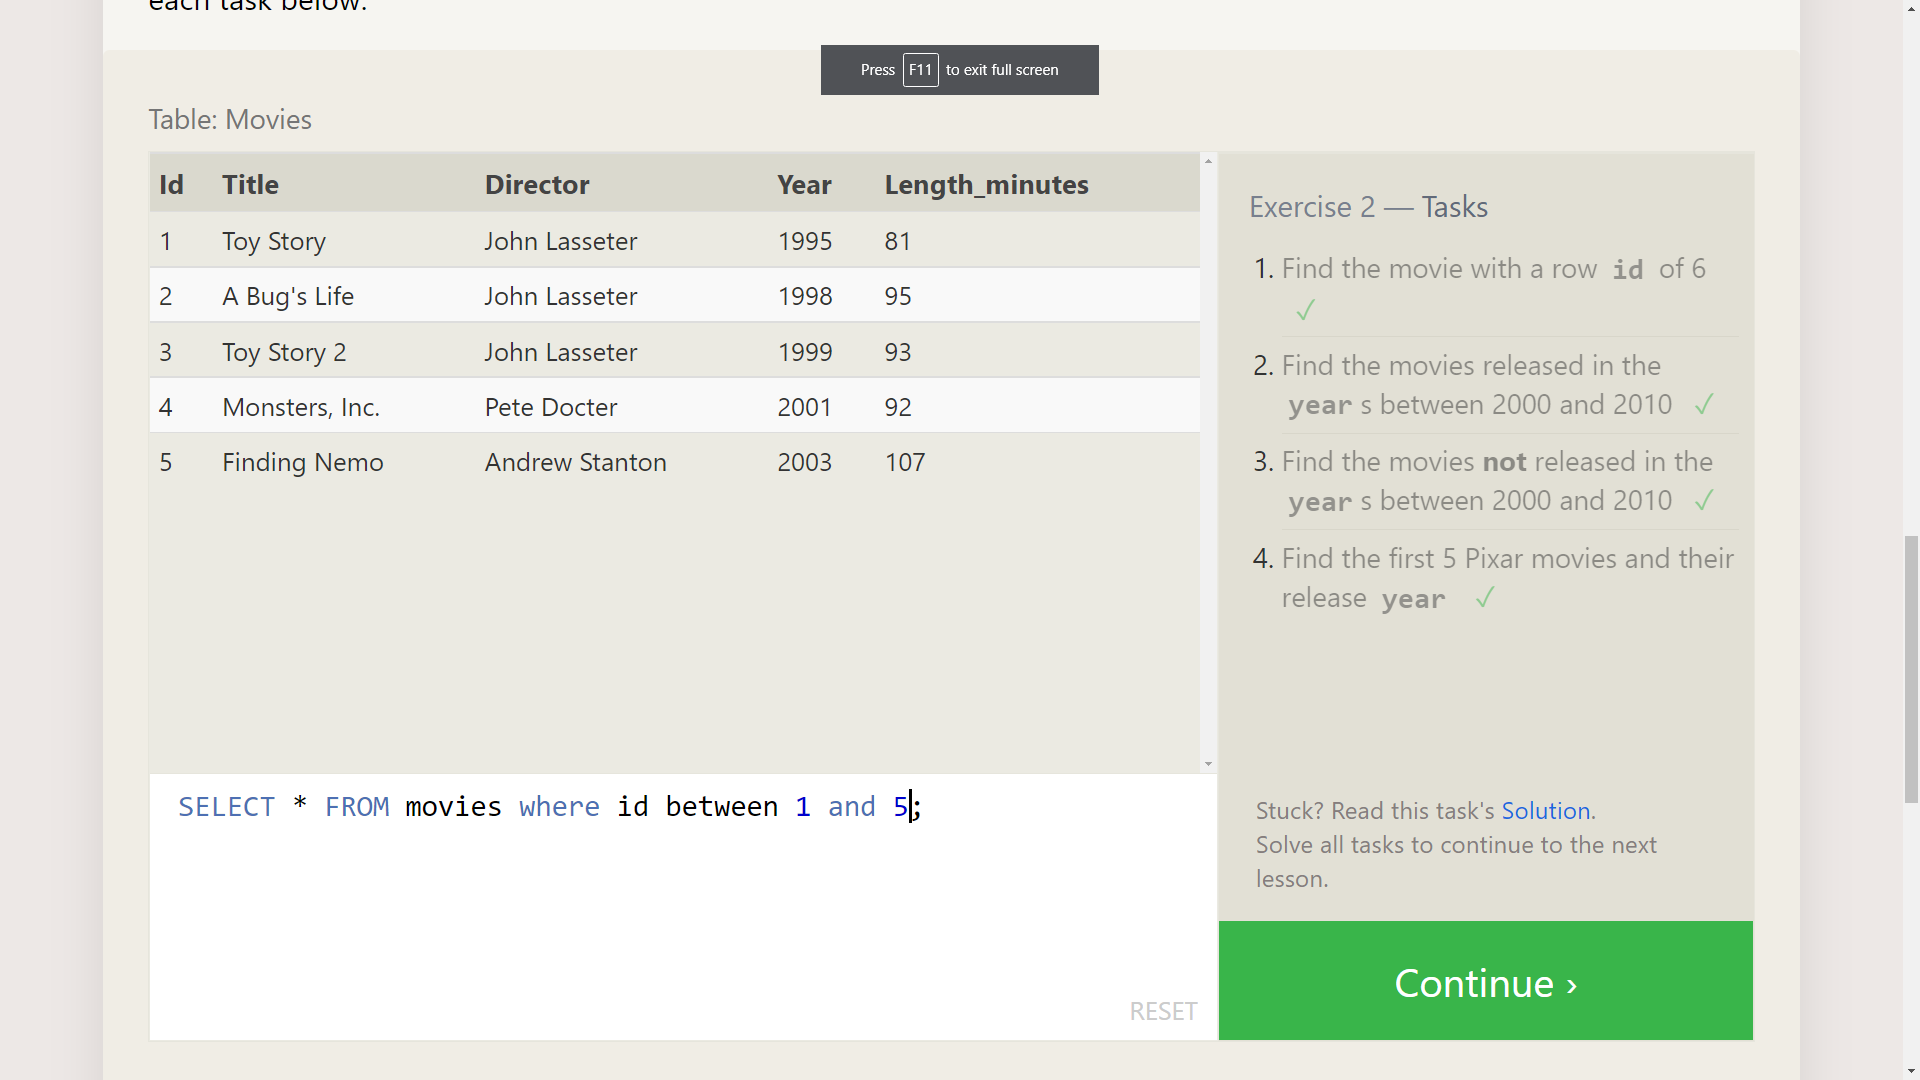 each task below.
Press F11 to exit full screen
Table: Movies
Id Title Director Year Length_minutes
1 Toy Story John Lasseter 1995 81
2 A Bug's Life John Lasseter 1998 95
3 Toy Story 2 John Lasseter 1999 93
4 Monsters, Inc. Pete Docter 2001 92
5 Finding Nemo Andrew Stanton 2003 107
SELECT * FROM movies where id between 1 and 5;
RESET
Exercise 2 — Tasks
1. Find the movie with a row id of 6
✓
2. Find the movies released in the
year s between 2000 and 2010 ✓
3. Find the movies not released in the
year s between 2000 and 2010 ✓
4. Find the first 5 Pixar movies and their
release year ✓
Stuck? Read this task's Solution.
Solve all tasks to continue to the next
lesson.
Continue ›